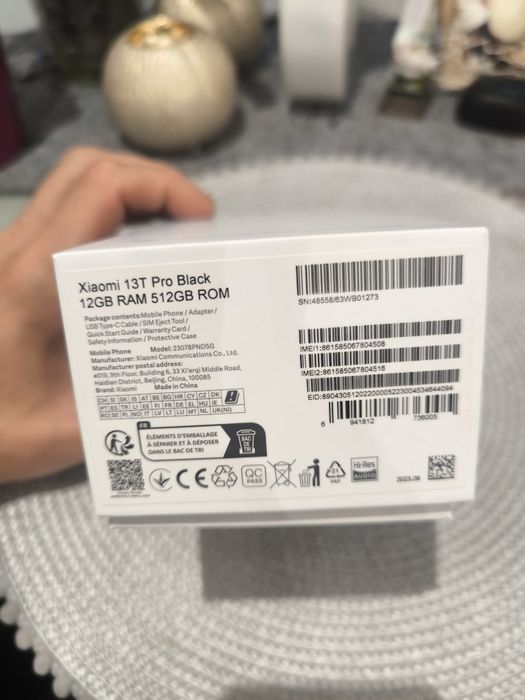 Xiaomi 13T Pro Black
12GB RAM 512GB ROM
Package contents:Mobile Phone / Adapter/
USB Type-C Cable / SIM Eject Tool /
Quick Start Guide / Warranty Card /
Safety Information / Protective Case
Mobile Phone Model: 23078PND5G
Manufacturer: Xiaomi Communications Co., Ltd.
Manufacturer postal address:
#019, 9th Floor, Building 6, 33 Xi'erqi Middle Road,
Haidian District, Beijing, China, 100085
Brand: Xiaomi Made in China
CH SI SK IS AT BE BG HR CY CZ DK
PT ES TR LI EE FI FR DE EL HU IE
RO SE PL NO IT LV LT LU MT NL UK(NI)
SN:48556/63WB01273
IMEI1:861585067804508
IMEI2:861585067804516
EID:89043051202200005223004534644094
6 941812 736005
FR
ÉLÉMENTS D'EMBALLAGE
À SÉPARER ET À DÉPOSER
DANS LE BAC DE TRI
BAC
DE
TRI
CE
QC
PASS
PAP
Hi-Res
AUDIO
2023.09